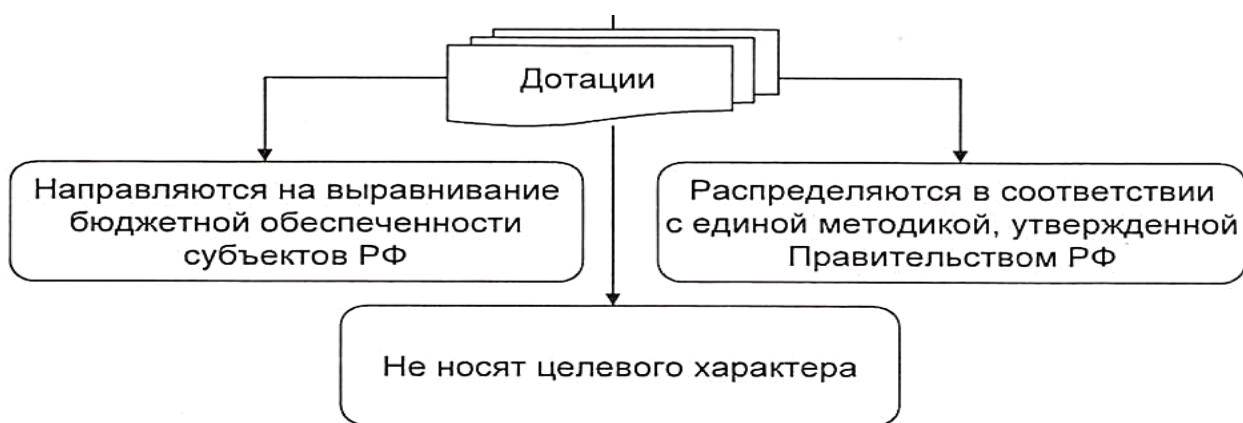 Дотации
Направляются на выравнивание
бюджетной обеспеченности
субъектов РФ
Распределяются в соответствии
с единой методикой, утвержденной
Правительством РФ
Не носят целевого характера